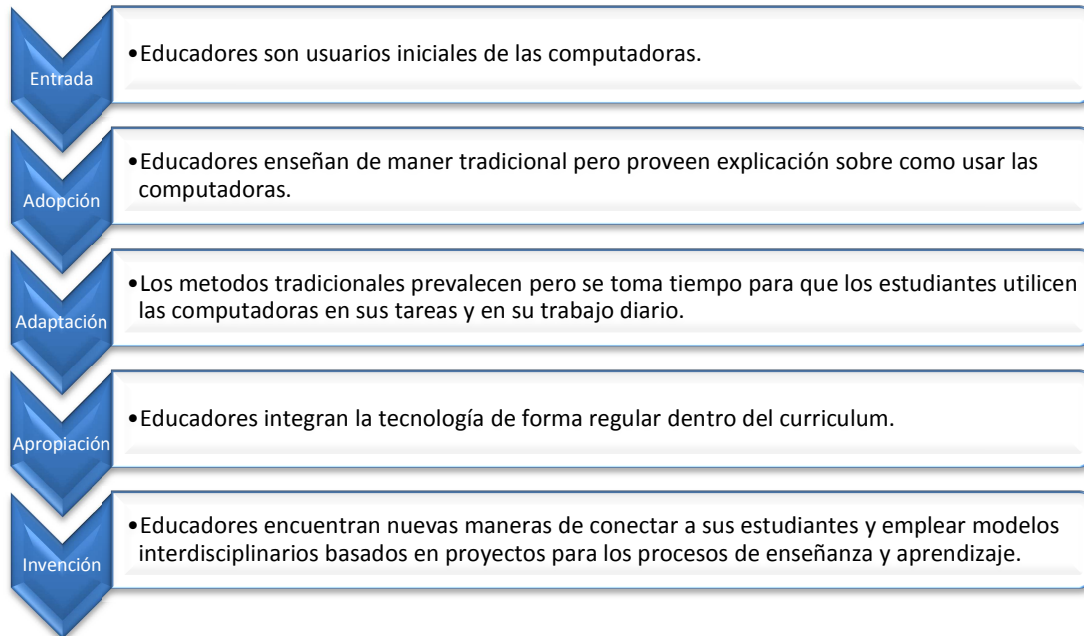 Entrada
•Educadores son usuarios iniciales de las computadoras.
Adopción
•Educadores enseñan de maner tradicional pero proveen explicación sobre como usar las
computadoras.
Adaptación
•Los metodos tradicionales prevalecen pero se toma tiempo para que los estudiantes utilicen
las computadoras en sus tareas y en su trabajo diario.
Apropiación
•Educadores integran la tecnología de forma regular dentro del curriculum.
Invención
•Educadores encuentran nuevas maneras de conectar a sus estudiantes y emplear modelos
interdisciplinarios basados en proyectos para los procesos de enseñanza y aprendizaje.